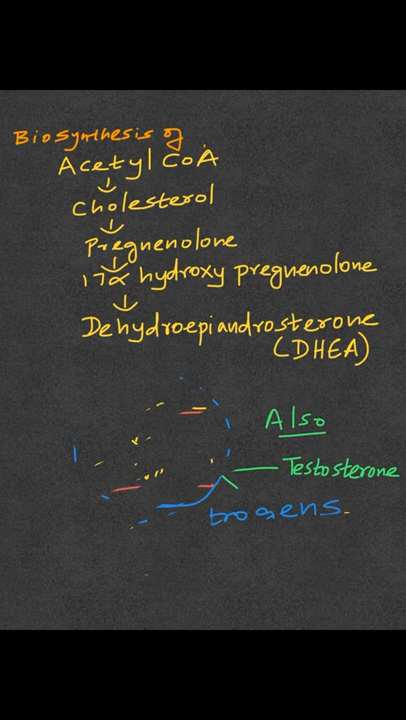 Biosynthesis of
Acetyl CoA
↓
Cholesterol
↓
Pregnenolone
↓
17α hydroxy pregnenolone
↓
Dehydroepiandrosterone
(DHEA)
Also
Testosterone
trogens.